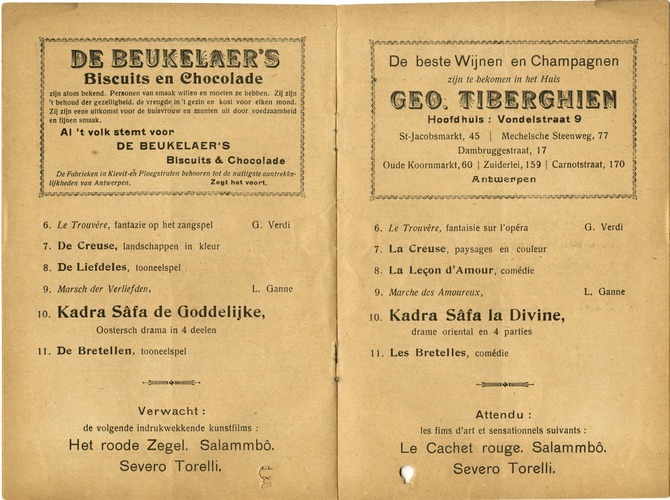 DE BEUKELAER'S
Biscuits en Chocolade
zijn alom bekend. Personen van smaak willen en moeten ze hebben. Zij zijn
't behoud der gezelligheid, de vreugde in 't gezin en kost voor elken mond.
Zij zijn eene uitkomst voor de huisvrouw en munten uit door voedzaamheid
en fijnen smaak.
Al 't volk stemt voor
DE BEUKELAER'S
Biscuits & Chocolade
De Fabrieken in Kievit-en Ploegstraten behooren tot de nuttigste aantrekke-
lijkheden van Antwerpen. Zegt het voort.
6. Le Trouvère, fantazie op het zangspel G. Verdi
7. De Creuse, landschappen in kleur
8. De Liefdeles, tooneelspel
9. Marsch der Verliefden, L. Ganne
10. Kadra Sâfa de Goddelijke,
Oostersch drama in 4 deelen
11. De Bretellen, tooneelspel
Verwacht :
de volgende indrukwekkende kunstfilms :
Het roode Zegel. Salammbô.
Severo Torelli.
De beste Wijnen en Champagnen
zijn te bekomen in het Huis
GEO. TIBERGHIEN
Hoofdhuis : Vondelstraat 9
St-Jacobsmarkt, 45 | Mechelsche Steenweg, 77
Dambruggestraat, 17
Oude Koornmarkt, 60 | Zuiderlei, 159 | Carnotstraat, 170
Antwerpen
6. Le Trouvère, fantaisie sur l'opéra G. Verdi
7. La Creuse, paysages en couleur
8. La Leçon d'Amour, comédie
9. Marche des Amoureux, L. Ganne
10. Kadra Sâfa la Divine,
drame oriental en 4 parties
11. Les Bretelles, comédie
Attendu :
les fims d'art et sensationnels suivants :
Le Cachet rouge. Salammbô.
Severo Torelli.